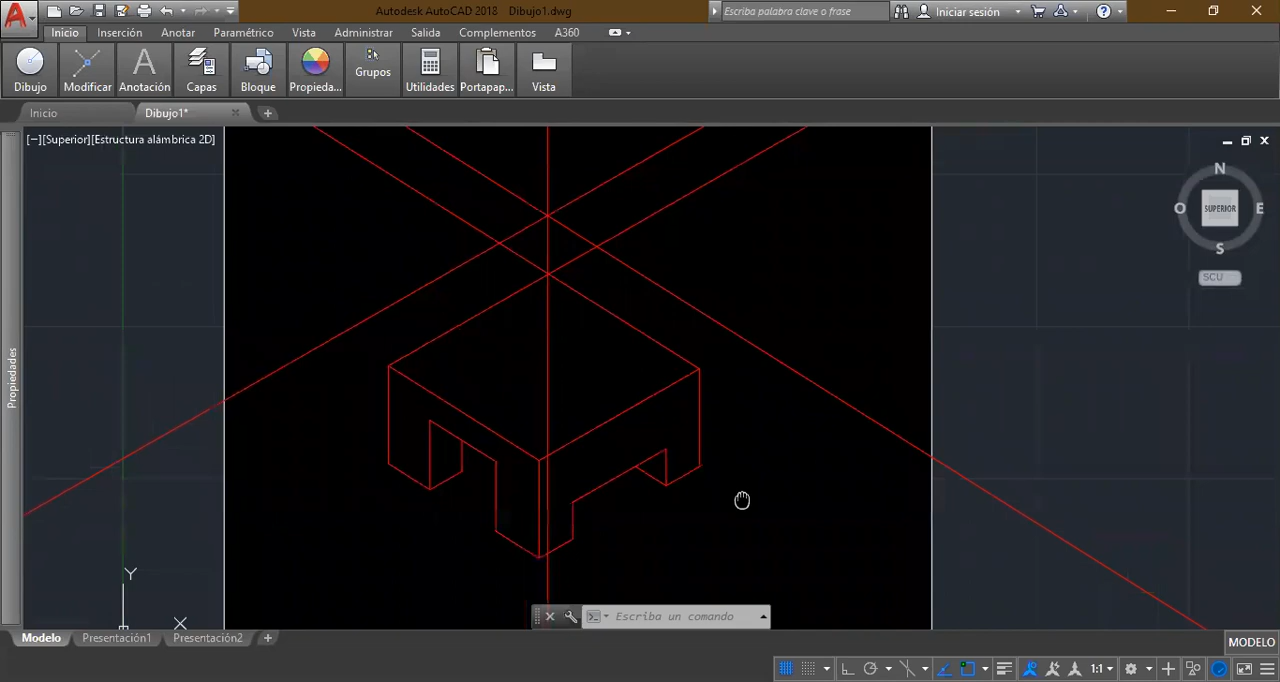 Autodesk AutoCAD 2018 Dibujo1.dwg
Escriba palabra clave o frase
Iniciar sesión
Inicio Inserción Anotar Paramétrico Vista Administrar Salida Complementos A360
Dibujo Modificar Anotación Capas Bloque Propieda... Grupos Utilidades Portapap... Vista
Inicio Dibujo1*
[−][Superior][Estructura alámbrica 2D]
N
O SUPERIOR E
S
SCU
Propiedades
Y
X
Escriba un comando
Modelo Presentación1 Presentación2
MODELO
1:1